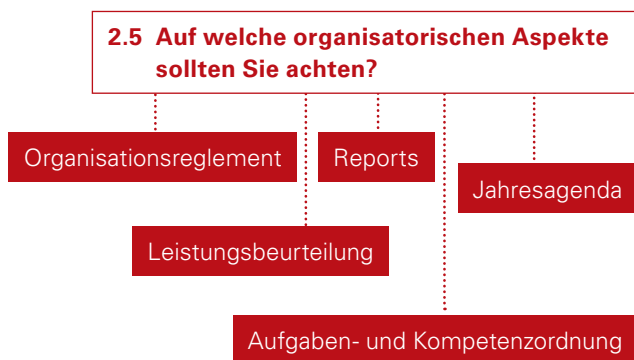 2.5 Auf welche organisatorischen Aspekte
sollten Sie achten?
Organisationsreglement
Reports
Jahresagenda
Leistungsbeurteilung
Aufgaben- und Kompetenzordnung